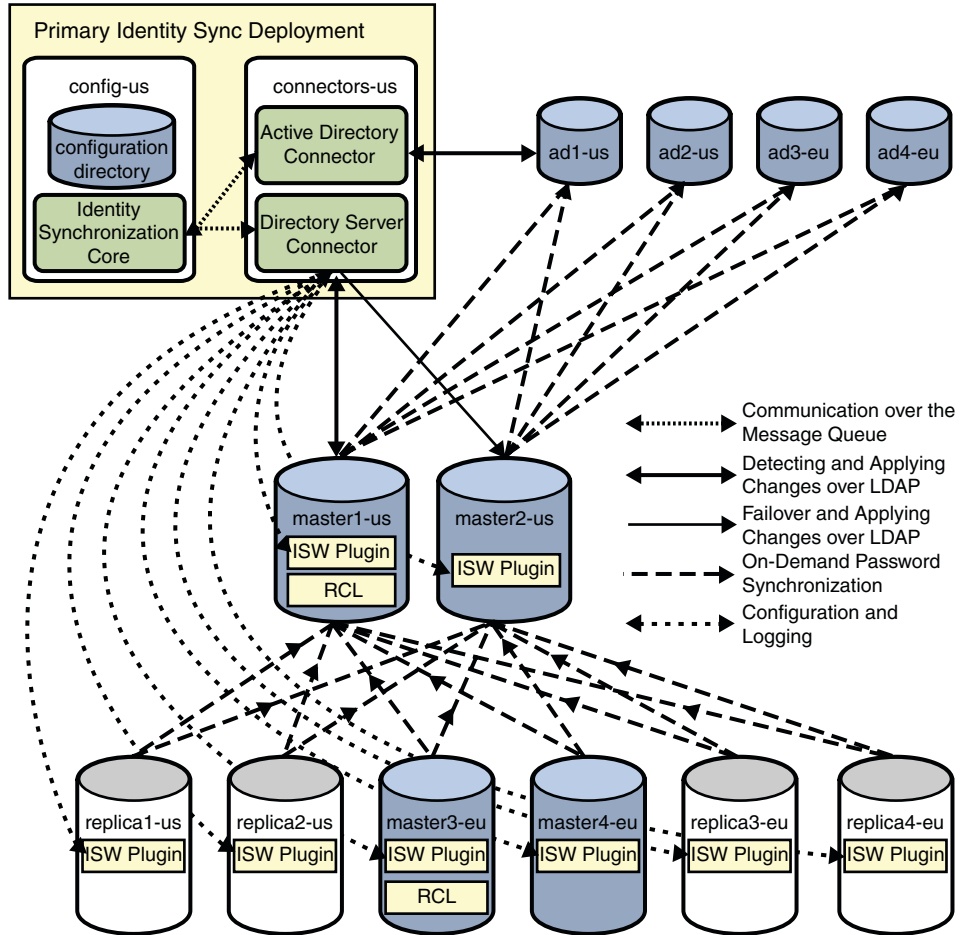 Primary Identity Sync Deployment
config-us
connectors-us
configuration
directory
Active Directory
Connector
Identity
Synchronization
Core
Directory Server
Connector
ad1-us
ad2-us
ad3-eu
ad4-eu
Communication over the
Message Queue
Detecting and Applying
Changes over LDAP
Failover and Applying
Changes over LDAP
On-Demand Password
Synchronization
Configuration and
Logging
master1-us
ISW Plugin
RCL
master2-us
ISW Plugin
replica1-us
ISW Plugin
replica2-us
ISW Plugin
master3-eu
ISW Plugin
RCL
master4-eu
ISW Plugin
replica3-eu
ISW Plugin
replica4-eu
ISW Plugin